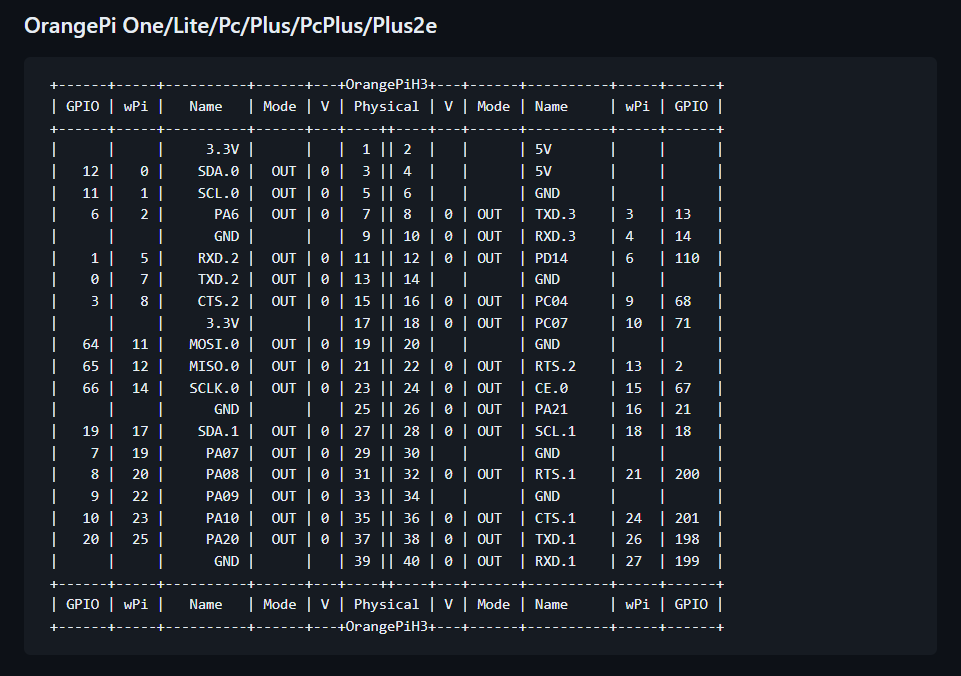 OrangePi One/Lite/Pc/Plus/PcPlus/Plus2e
+------+-----+----------+------+---+OrangePiH3+---+------+----------+-----+------+
| GPIO | wPi |   Name   | Mode | V | Physical | V | Mode | Name     | wPi | GPIO |
+------+-----+----------+------+---+----++----+---+------+----------+-----+------+
|      |     |     3.3V |      |   |  1 || 2  |   |      | 5V       |     |      |
|   12 |   0 |    SDA.0 |  OUT | 0 |  3 || 4  |   |      | 5V       |     |      |
|   11 |   1 |    SCL.0 |  OUT | 0 |  5 || 6  |   |      | GND      |     |      |
|    6 |   2 |      PA6 |  OUT | 0 |  7 || 8  | 0 | OUT  | TXD.3    | 3   | 13   |
|      |     |      GND |      |   |  9 || 10 | 0 | OUT  | RXD.3    | 4   | 14   |
|    1 |   5 |    RXD.2 |  OUT | 0 | 11 || 12 | 0 | OUT  | PD14     | 6   | 110  |
|    0 |   7 |    TXD.2 |  OUT | 0 | 13 || 14 |   |      | GND      |     |      |
|    3 |   8 |    CTS.2 |  OUT | 0 | 15 || 16 | 0 | OUT  | PC04     | 9   | 68   |
|      |     |     3.3V |      |   | 17 || 18 | 0 | OUT  | PC07     | 10  | 71   |
|   64 |  11 |   MOSI.0 |  OUT | 0 | 19 || 20 |   |      | GND      |     |      |
|   65 |  12 |   MISO.0 |  OUT | 0 | 21 || 22 | 0 | OUT  | RTS.2    | 13  | 2    |
|   66 |  14 |   SCLK.0 |  OUT | 0 | 23 || 24 | 0 | OUT  | CE.0     | 15  | 67   |
|      |     |      GND |      |   | 25 || 26 | 0 | OUT  | PA21     | 16  | 21   |
|   19 |  17 |    SDA.1 |  OUT | 0 | 27 || 28 | 0 | OUT  | SCL.1    | 18  | 18   |
|    7 |  19 |     PA07 |  OUT | 0 | 29 || 30 |   |      | GND      |     |      |
|    8 |  20 |     PA08 |  OUT | 0 | 31 || 32 | 0 | OUT  | RTS.1    | 21  | 200  |
|    9 |  22 |     PA09 |  OUT | 0 | 33 || 34 |   |      | GND      |     |      |
|   10 |  23 |     PA10 |  OUT | 0 | 35 || 36 | 0 | OUT  | CTS.1    | 24  | 201  |
|   20 |  25 |     PA20 |  OUT | 0 | 37 || 38 | 0 | OUT  | TXD.1    | 26  | 198  |
|      |     |      GND |      |   | 39 || 40 | 0 | OUT  | RXD.1    | 27  | 199  |
+------+-----+----------+------+---+----++----+---+------+----------+-----+------+
| GPIO | wPi |   Name   | Mode | V | Physical | V | Mode | Name     | wPi | GPIO |
+------+-----+----------+------+---+OrangePiH3+---+------+----------+-----+------+